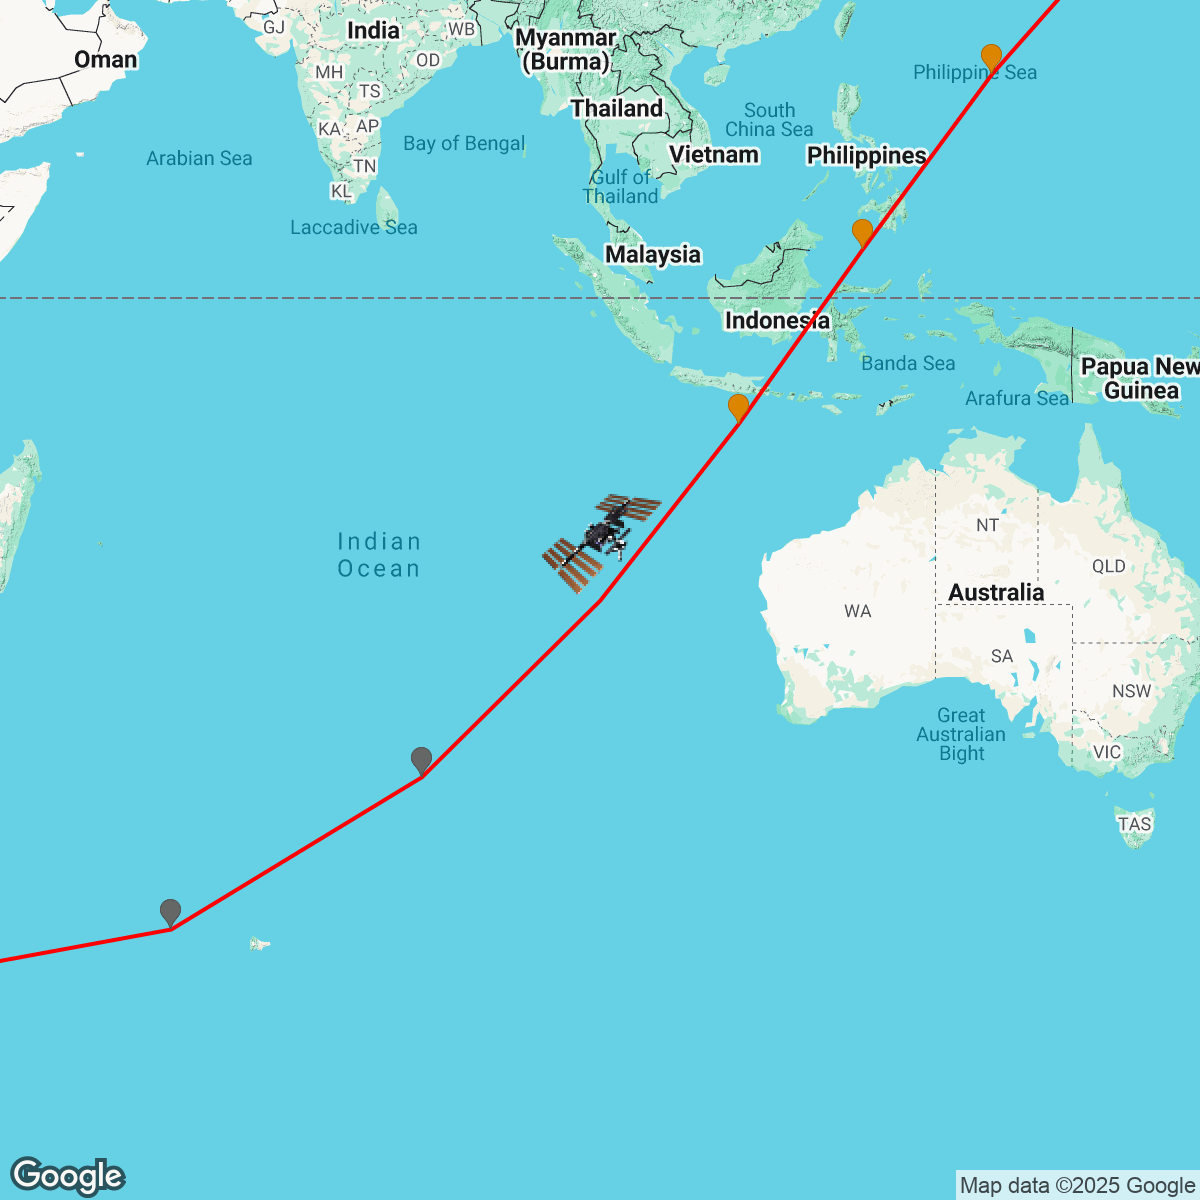 GJ
India
WB
Myanmar
(Burma)
Oman
OD
MH
TS
Philippine Sea
Thailand
South
China Sea
KA
AP
Bay of Bengal
Arabian Sea
Vietnam
Philippines
TN
KL
Gulf of
Thailand
Laccadive Sea
Malaysia
Indonesia
Banda Sea
Papua New
Guinea
Arafura Sea
Indian
Ocean
NT
QLD
Australia
WA
SA
NSW
Great
Australian
Bight
VIC
TAS
Google
Map data ©2025 Google